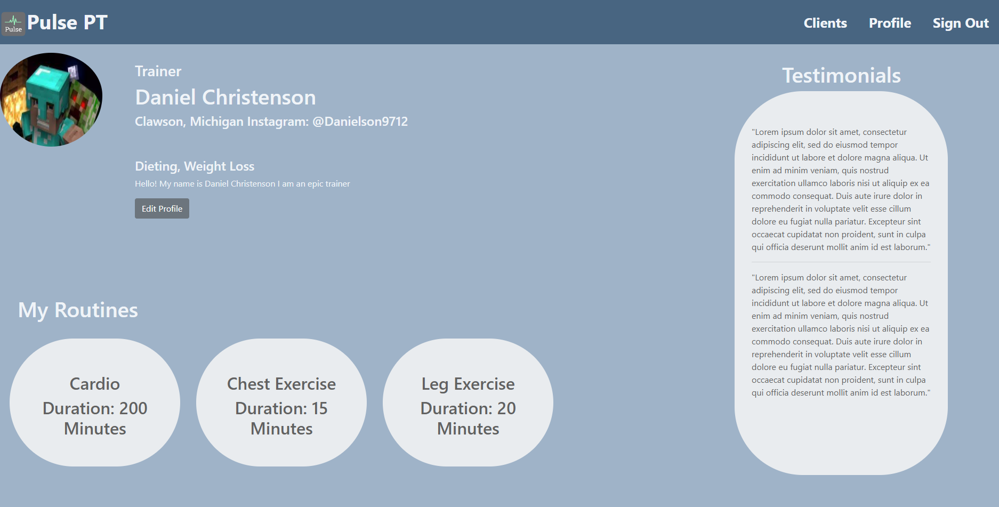 Pulse
Pulse PT
Clients
Profile
Sign Out
Trainer
Daniel Christenson
Clawson, Michigan Instagram: @Danielson9712
Dieting, Weight Loss
Hello! My name is Daniel Christenson I am an epic trainer
Edit Profile
Testimonials
"Lorem ipsum dolor sit amet, consectetur
adipiscing elit, sed do eiusmod tempor
incididunt ut labore et dolore magna aliqua. Ut
enim ad minim veniam, quis nostrud
exercitation ullamco laboris nisi ut aliquip ex ea
commodo consequat. Duis aute irure dolor in
reprehenderit in voluptate velit esse cillum
dolore eu fugiat nulla pariatur. Excepteur sint
occaecat cupidatat non proident, sunt in culpa
qui officia deserunt mollit anim id est laborum."
"Lorem ipsum dolor sit amet, consectetur
adipiscing elit, sed do eiusmod tempor
incididunt ut labore et dolore magna aliqua. Ut
enim ad minim veniam, quis nostrud
exercitation ullamco laboris nisi ut aliquip ex ea
commodo consequat. Duis aute irure dolor in
reprehenderit in voluptate velit esse cillum
dolore eu fugiat nulla pariatur. Excepteur sint
occaecat cupidatat non proident, sunt in culpa
qui officia deserunt mollit anim id est laborum."
My Routines
Cardio
Duration: 200
Minutes
Chest Exercise
Duration: 15
Minutes
Leg Exercise
Duration: 20
Minutes